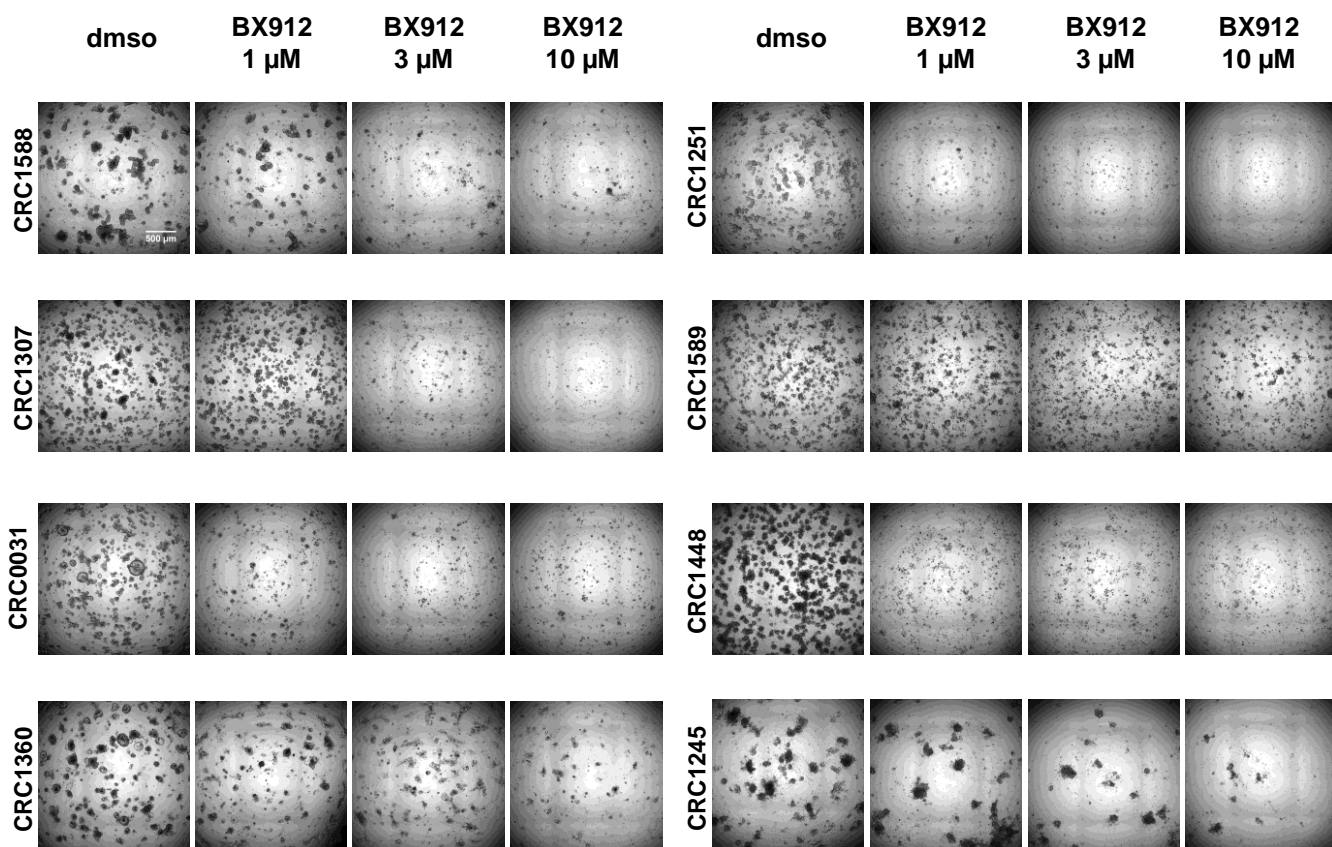 dmso
BX912
1 µM
BX912
3 µM
BX912
10 µM
dmso
BX912
1 µM
BX912
3 µM
BX912
10 µM
CRC1588
500 µm
CRC1251
CRC1307
CRC1589
CRC0031
CRC1448
CRC1360
CRC1245